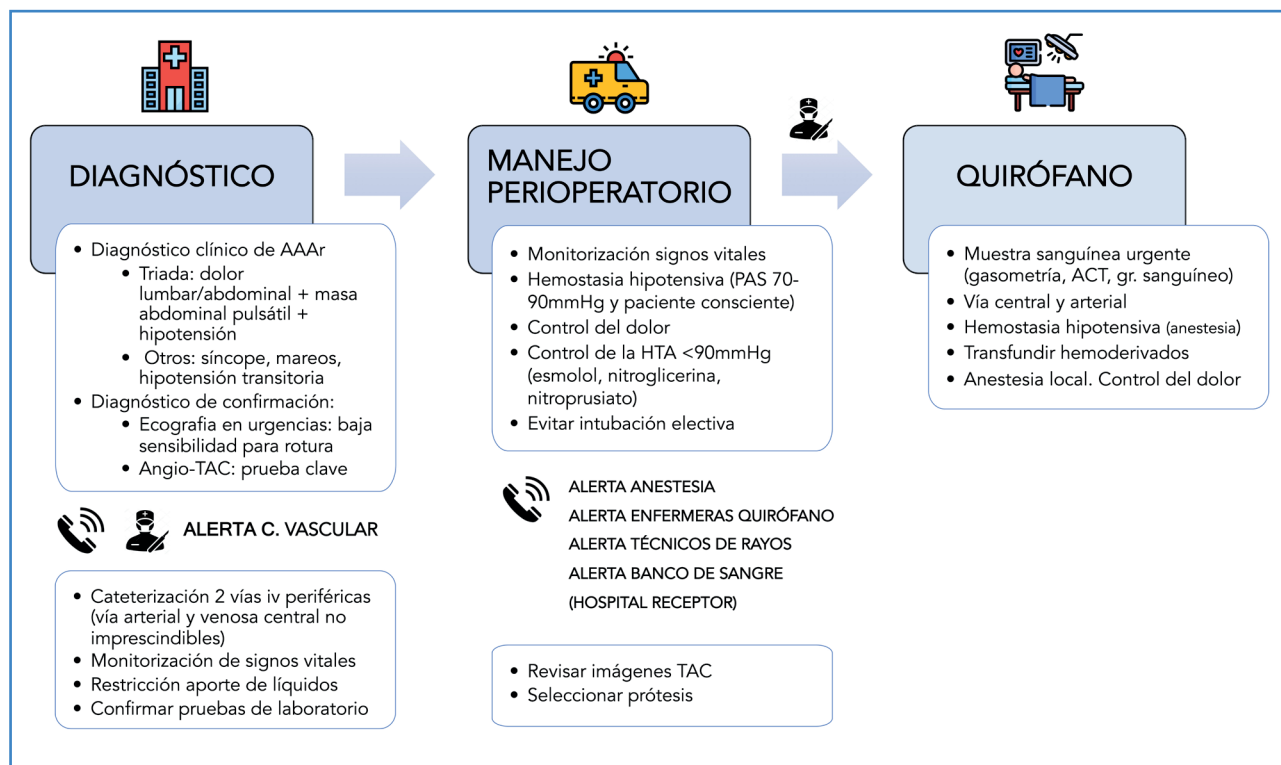 DIAGNÓSTICO
• Diagnóstico clínico de AAAr
• Triada: dolor
lumbar/abdominal + masa
abdominal pulsátil +
hipotensión
• Otros: síncope, mareos,
hipotensión transitoria
• Diagnóstico de confirmación:
• Ecografia en urgencias: baja
sensibilidad para rotura
• Angio-TAC: prueba clave
ALERTA C. VASCULAR
• Cateterización 2 vías iv periféricas
(vía arterial y venosa central no
imprescindibles)
• Monitorización de signos vitales
• Restricción aporte de líquidos
• Confirmar pruebas de laboratorio
MANEJO
PERIOPERATORIO
• Monitorización signos vitales
• Hemostasia hipotensiva (PAS 70-
90mmHg y paciente consciente)
• Control del dolor
• Control de la HTA <90mmHg
(esmolol, nitroglicerina,
nitroprusiato)
• Evitar intubación electiva
ALERTA ANESTESIA
ALERTA ENFERMERAS QUIRÓFANO
ALERTA TÉCNICOS DE RAYOS
ALERTA BANCO DE SANGRE
(HOSPITAL RECEPTOR)
• Revisar imágenes TAC
• Seleccionar prótesis
QUIRÓFANO
• Muestra sanguínea urgente
(gasometría, ACT, gr. sanguíneo)
• Vía central y arterial
• Hemostasia hipotensiva (anestesia)
• Transfundir hemoderivados
• Anestesia local. Control del dolor